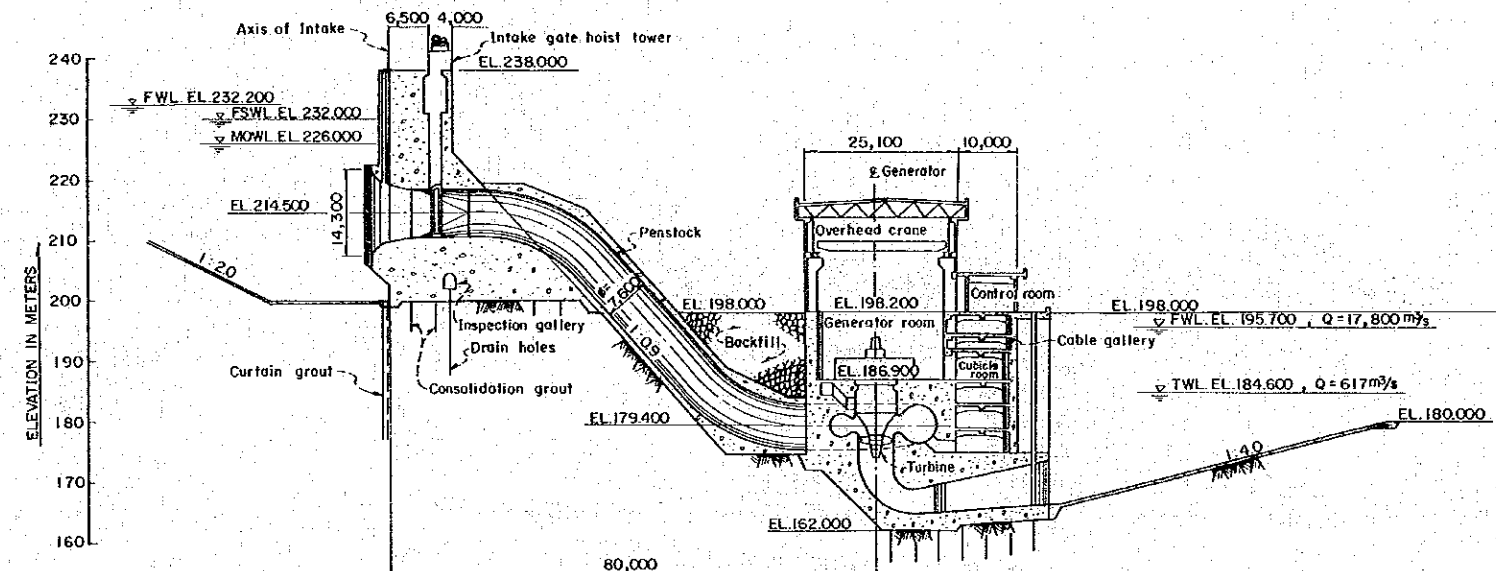 6,500 4,000
Axis of Intake
Intake gate hoist tower
EL.238.000
240
FWL.EL.232.200
FSWL.EL.232.000
230
MOWL.EL.226.000
25,100
10,000
220
℄ Generator
EL.214.500
14,300
Penstock
Overhead crane
210
1:20
7,600
200
EL.198.000
EL.198.200
Control room
EL.198.000
Inspection gallery
Generator room
FWL.EL.195.700 , Q=17,800m³/s
Drain holes
1:0.9
Backfill
Cable gallery
190
Curtain grout
Consolidation grout
EL.186.900
Cubicle
room
TWL.EL.184.600 , Q=617m³/s
180
EL.179.400
EL.180.000
1:40
Turbine
170
EL.162.000
160
80,000
ELEVATION IN METERS